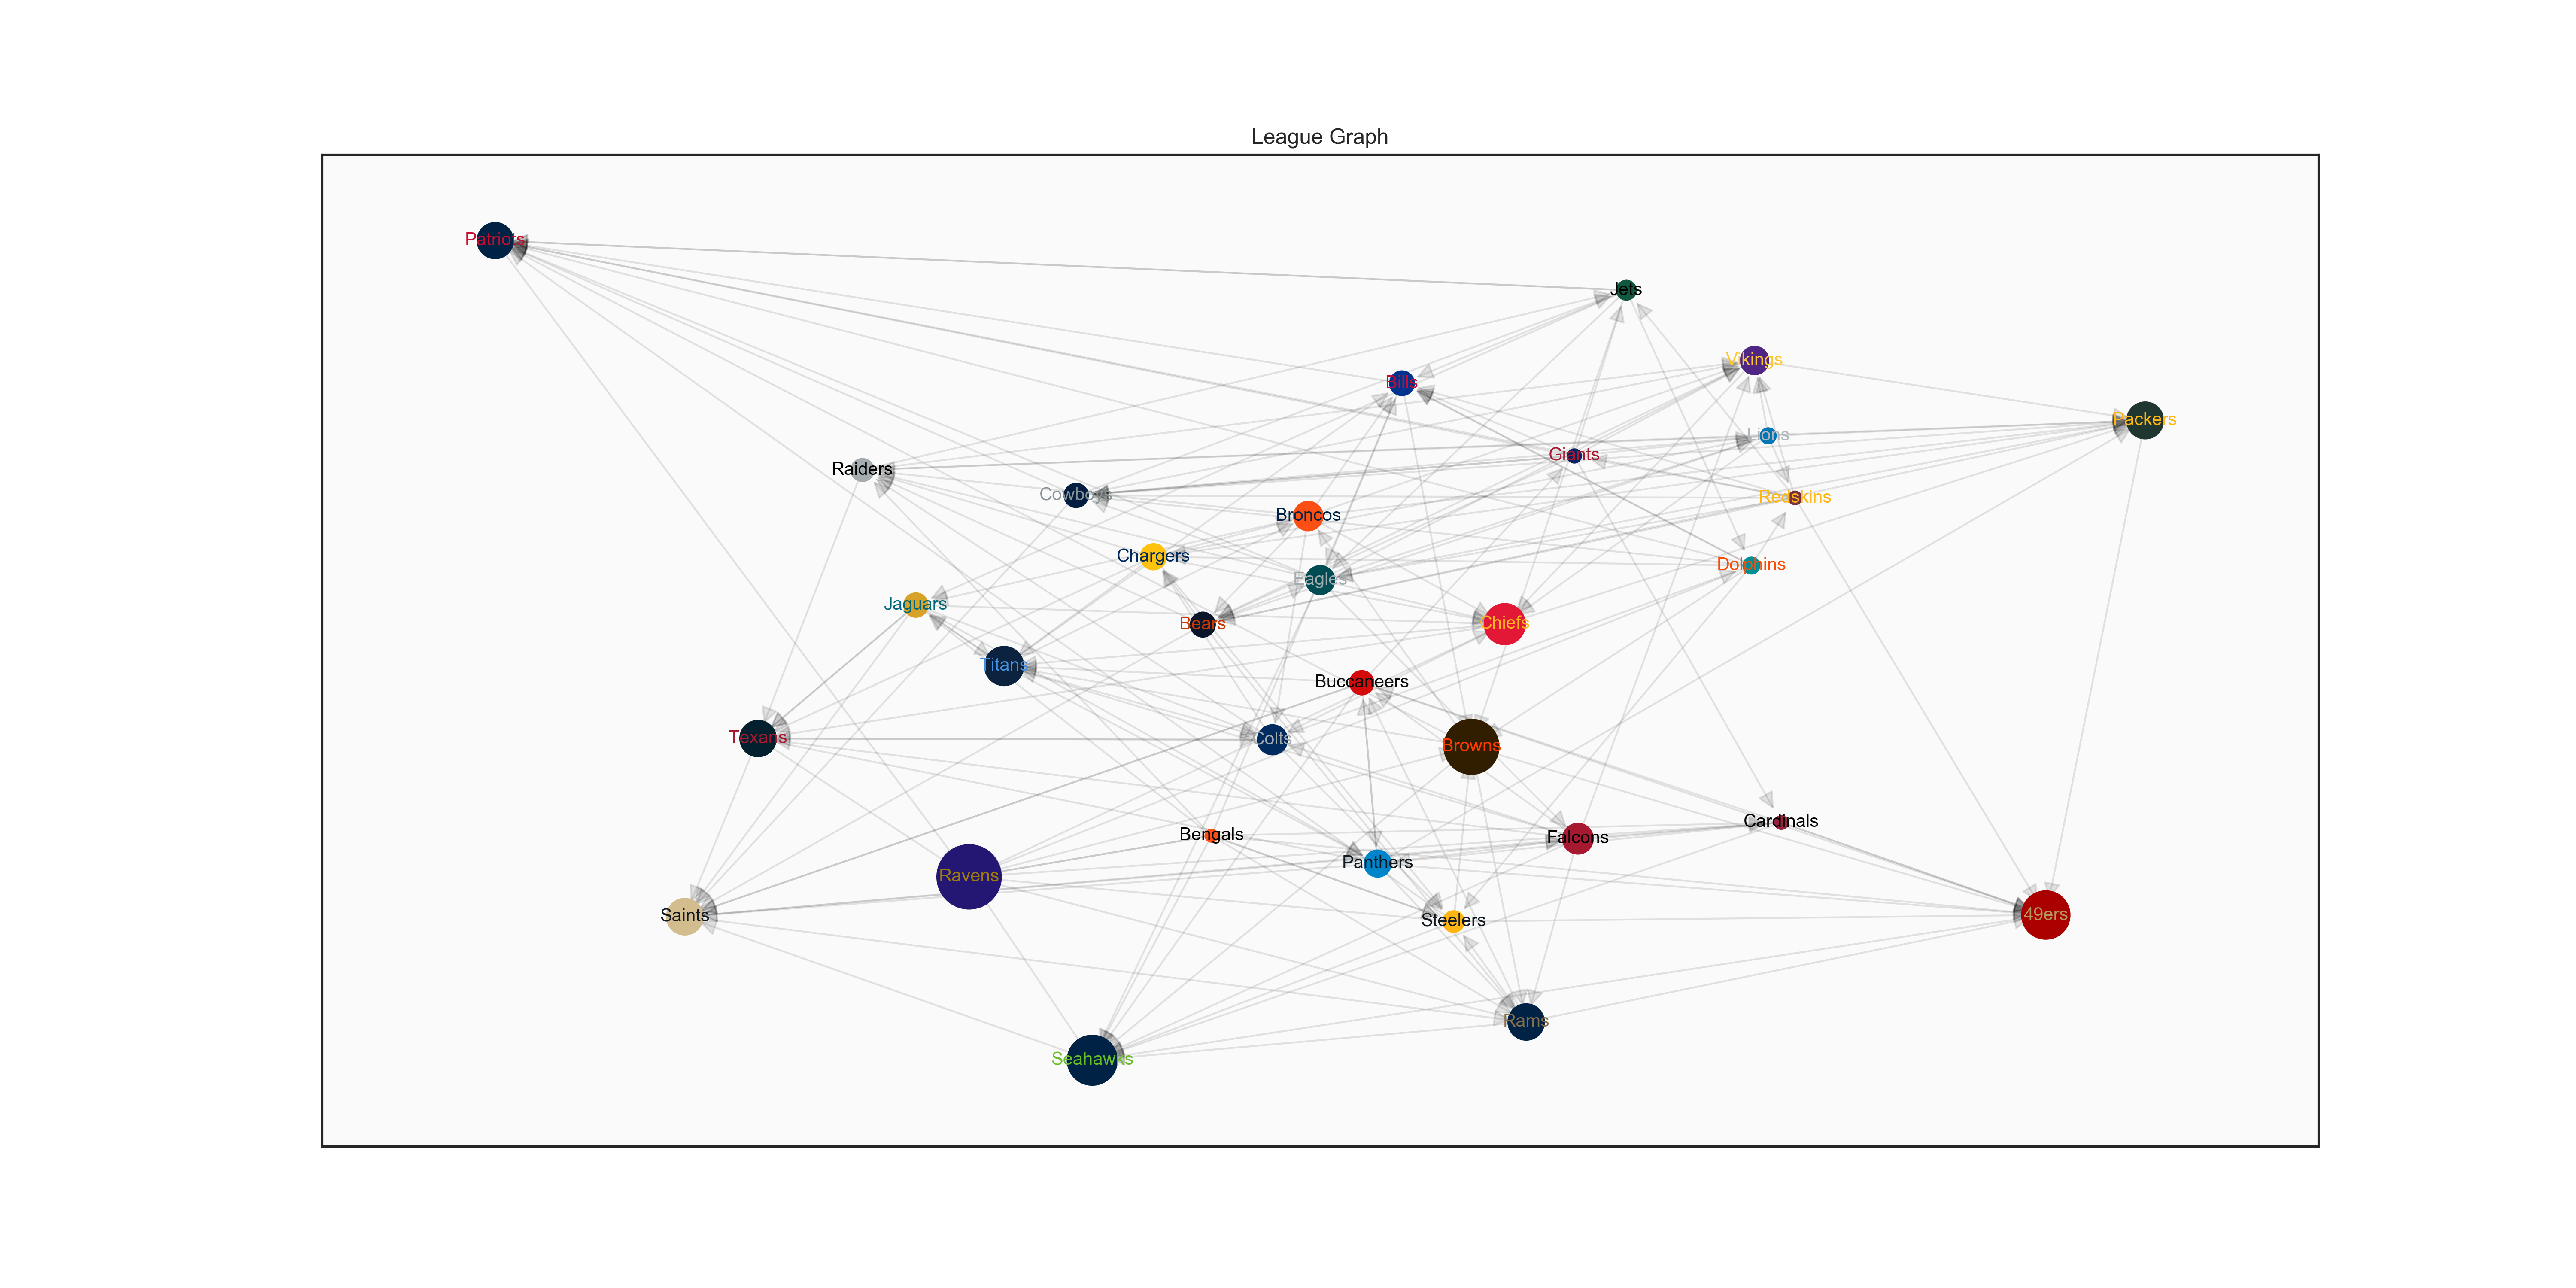 League Graph
Patriots
Jets
Vikings
Bills
Packers
Lions
Giants
Raiders
Cowboys
Redskins
Broncos
Chargers
Dolphins
Eagles
Jaguars
Bears
Chiefs
Titans
Buccaneers
Texans
Colts
Browns
Cardinals
Bengals
Falcons
Panthers
Ravens
Saints
Steelers
49ers
Rams
Seahawks